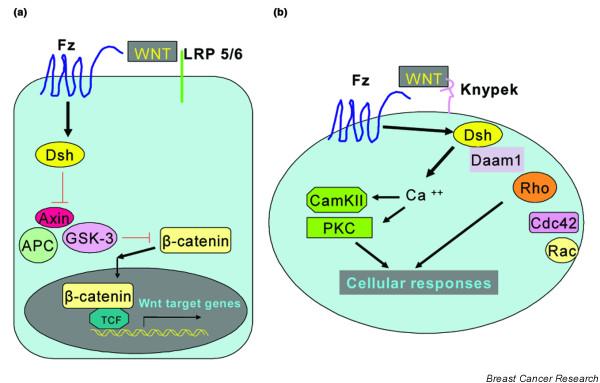 (a)
Fz
WNT
LRP 5/6
Dsh
Axin
APC
GSK-3
β-catenin
β-catenin
Wnt target genes
TCF
(b)
Fz
WNT
Knypek
Dsh
Daam1
Ca ++
CamKII
PKC
Rho
Cdc42
Rac
Cellular responses
Breast Cancer Research